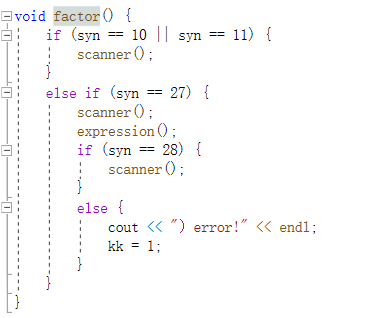 void factor() {
    if (syn == 10 || syn == 11) {
        scanner();
    }
    else if (syn == 27) {
        scanner();
        expression();
        if (syn == 28) {
            scanner();
        }
        else {
            cout << ") error!" << endl;
            kk = 1;
        }
    }
}